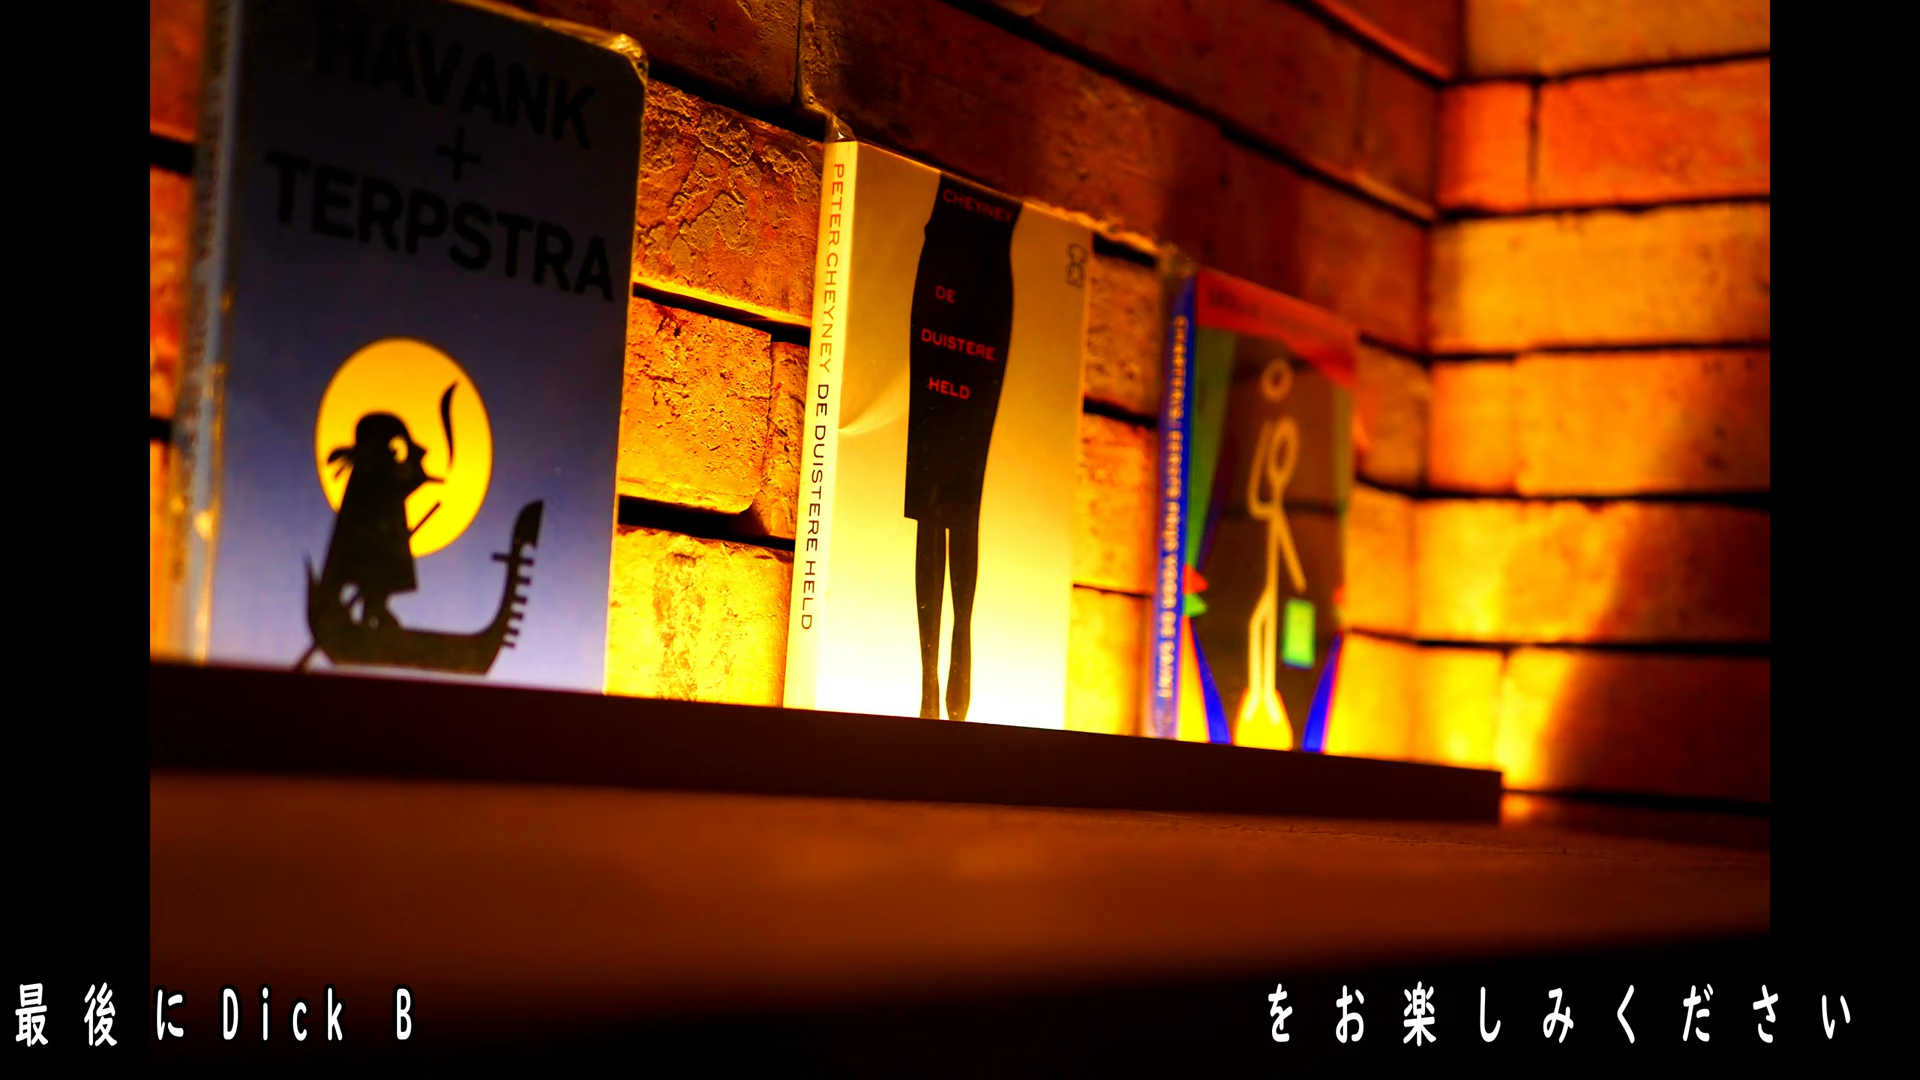 HAVANK
+
TERPSTRA
PETER CHEYNEY DE DUISTERE HELD
CHEYNEY
DE
DUISTERE
HELD
最後にDick B
をお楽しみください